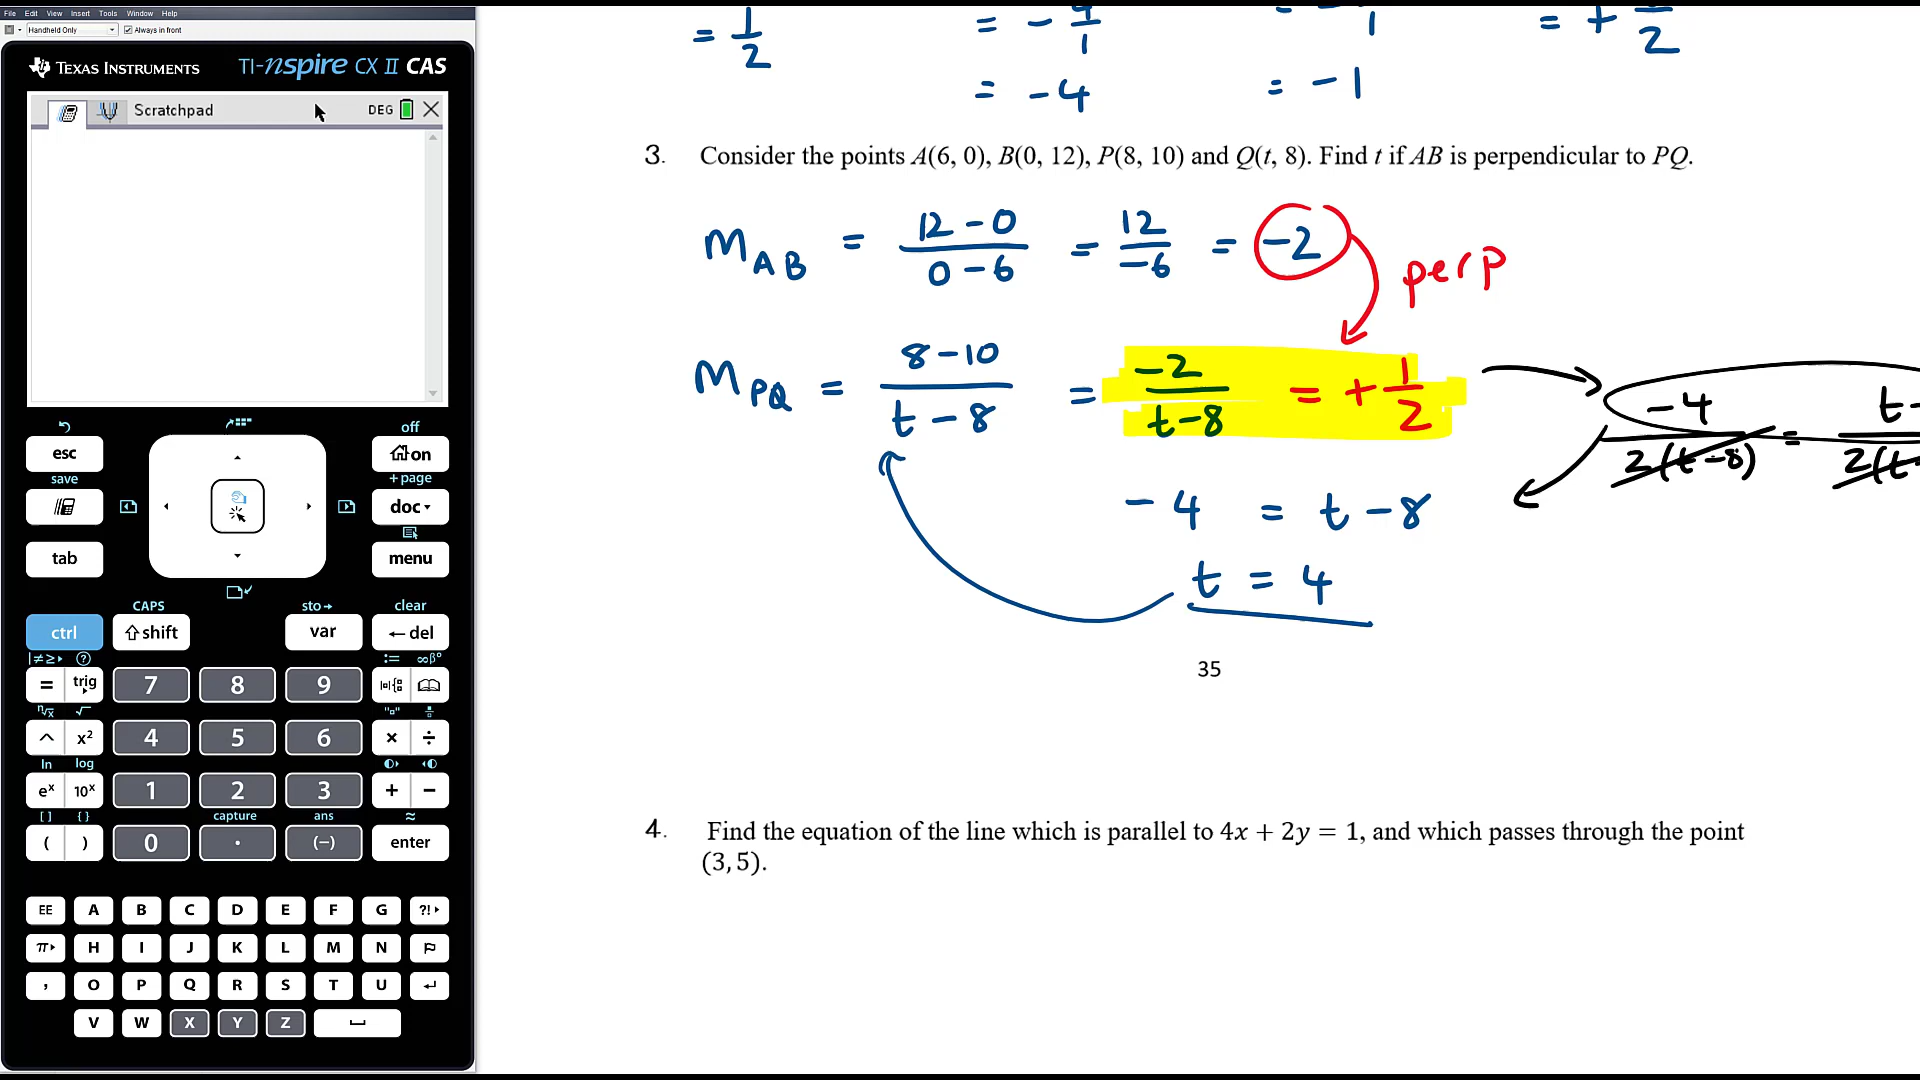 File Edit View Insert Tools Window Help
Handheld Only Always in front
TEXAS INSTRUMENTS TI-nspire CX II CAS
Scratchpad DEG
esc off on
save + page
doc
tab menu
CAPS sto→ clear
ctrl shift var ←del
= trig 7 8 9
^ x² 4 5 6 × ÷
ln log
eˣ 10ˣ 1 2 3 + −
[ ] { } capture ans ≈
( ) 0 . (−) enter
EE A B C D E F G ?!
π H I J K L M N
, O P Q R S T U
V W X Y Z
= 1/2
= -4/1
= -4
= -1
= + 2
3. Consider the points A(6, 0), B(0, 12), P(8, 10) and Q(t, 8). Find t if AB is perpendicular to PQ.
M_AB = (12 - 0)/(0 - 6) = 12/-6 = -2
perp
M_PQ = (8 - 10)/(t - 8) = -2/(t - 8) = + 1/2
-4/2(t-8) = t-/2(t-
-4 = t - 8
t = 4
35
4. Find the equation of the line which is parallel to 4x + 2y = 1, and which passes through the point
(3, 5).